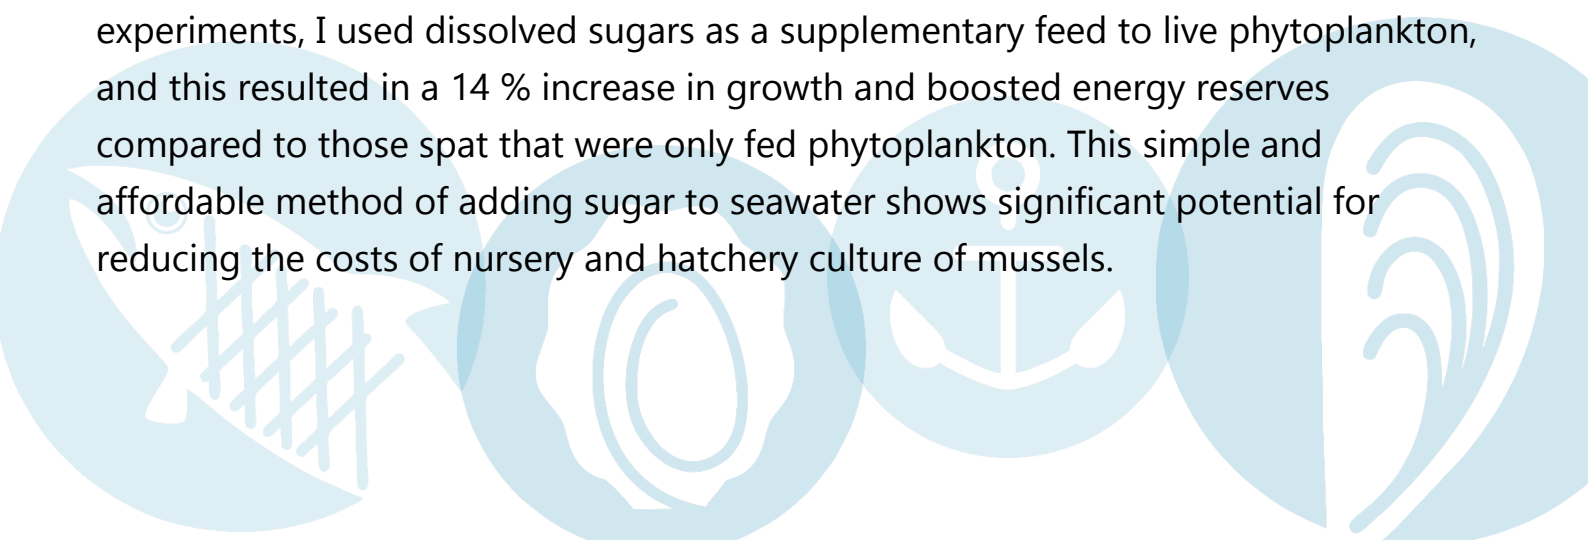 experiments, I used dissolved sugars as a supplementary feed to live phytoplankton,
and this resulted in a 14 % increase in growth and boosted energy reserves
compared to those spat that were only fed phytoplankton. This simple and
affordable method of adding sugar to seawater shows significant potential for
reducing the costs of nursery and hatchery culture of mussels.